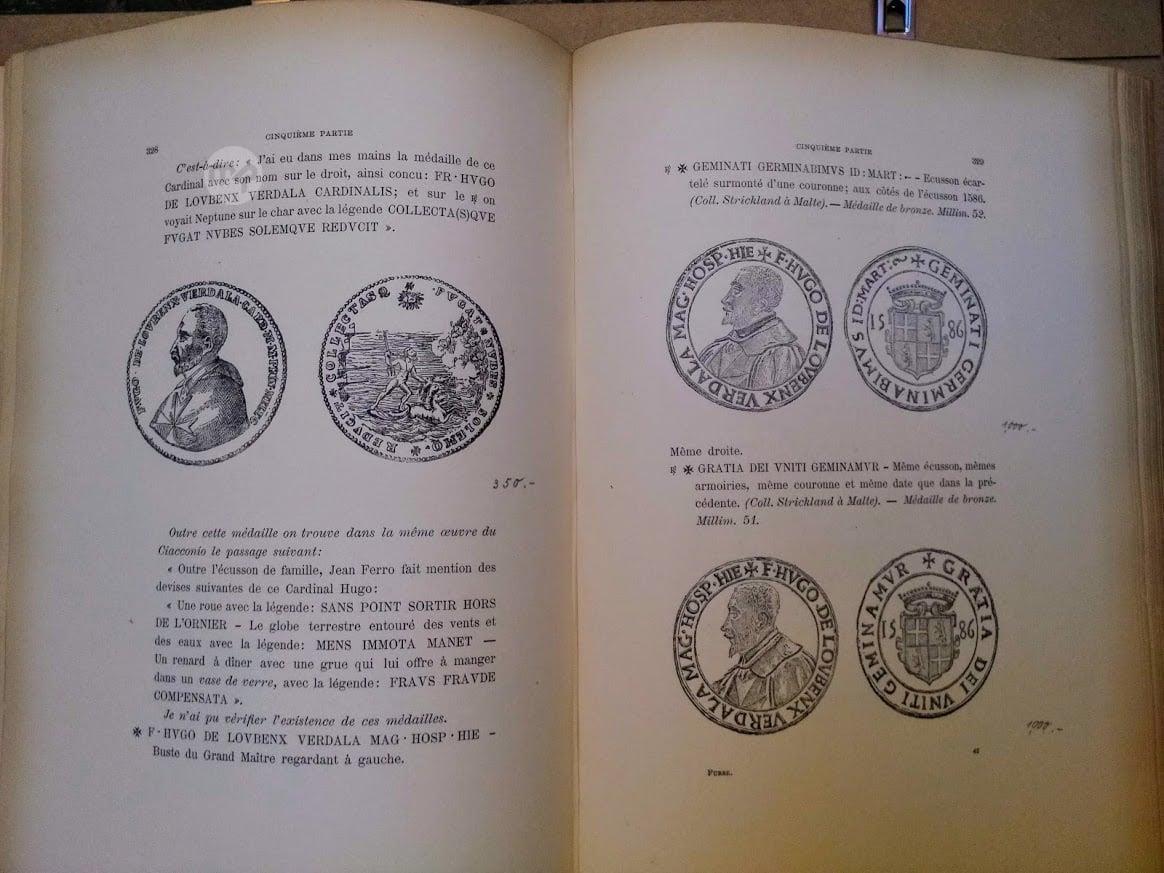 328
CINQUIÈME PARTIE
C'est-à-dire: « J'ai eu dans mes mains la médaille de ce
Cardinal avec son nom sur le droit, ainsi concu: FR · HVGO
DE LOVBENX VERDALA CARDINALIS; et sur le ꝶ on
voyait Neptune sur le char avec la légende COLLECTA(S)QVE
FVGAT NVBES SOLEMQVE REDVCIT ».
COLLECTASQ · FVGAT · NVBES · SOLEMQ · REDVCIT
350.-
Outre cette médaille on trouve dans la même œuvre du
Ciacconio le passage suivant:
« Outre l'écusson de famille, Jean Ferro fait mention des
devises suivantes de ce Cardinal Hugo:
« Une roue avec la légende: SANS POINT SORTIR HORS
DE L'ORNIER – Le globe terrestre entouré des vents et
des eaux avec la légende: MENS IMMOTA MANET —
Un renard à dîner avec une grue qui lui offre à manger
dans un vase de verre, avec la légende: FRAVS FRAVDE
COMPENSATA ».
Je n'ai pu vérifier l'existence de ces médailles.
✠ F · HVGO DE LOVBENX VERDALA MAG · HOSP · HIE –
Buste du Grand Maître regardant à gauche.
CINQUIÈME PARTIE
329
ꝶ ✠ GEMINATI GERMINABIMVS ID : MART : ~ – Ecusson écar-
telé surmonté d'une couronne; aux côtés de l'écusson 1586.
(Coll. Strickland à Malte). — Médaille de bronze. Millim. 52.
✠ F · HVGO DE LOVBENX VERDALA MAG · HOSP · HIE
✠ GEMINATI GERMINABIMVS ID : MART : ~
15 86
1000.-
Même droite.
ꝶ ✠ GRATIA DEI VNITI GEMINAMVR – Même écusson, mêmes
armoiries, même couronne et même date que dans la pré-
cédente. (Coll. Strickland à Malte). — Médaille de bronze.
Millim. 51.
✠ F · HVGO · DE · LOVBENX VERDALA MAG · HOSP · HIE
✠ GRATIA DEI VNITI GEMINAMVR
15 86
1000.-
Furse.